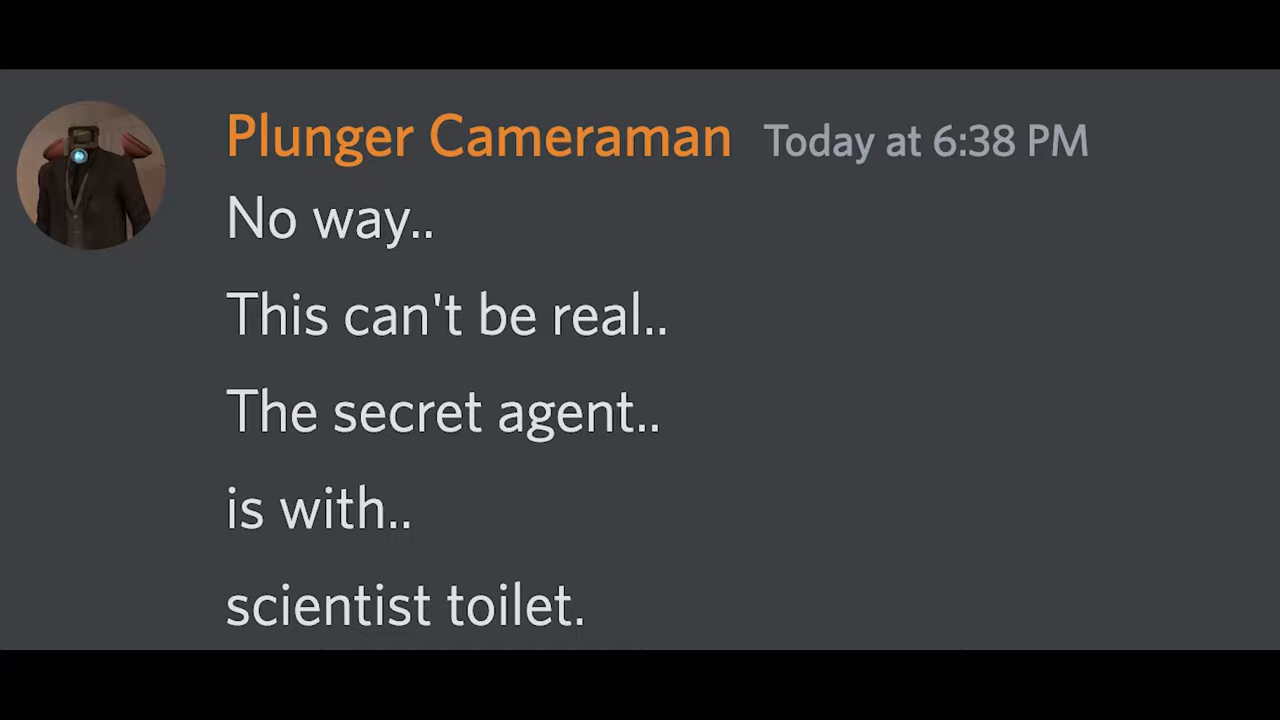 Plunger Cameraman Today at 6:38 PM
No way..
This can't be real..
The secret agent..
is with..
scientist toilet.